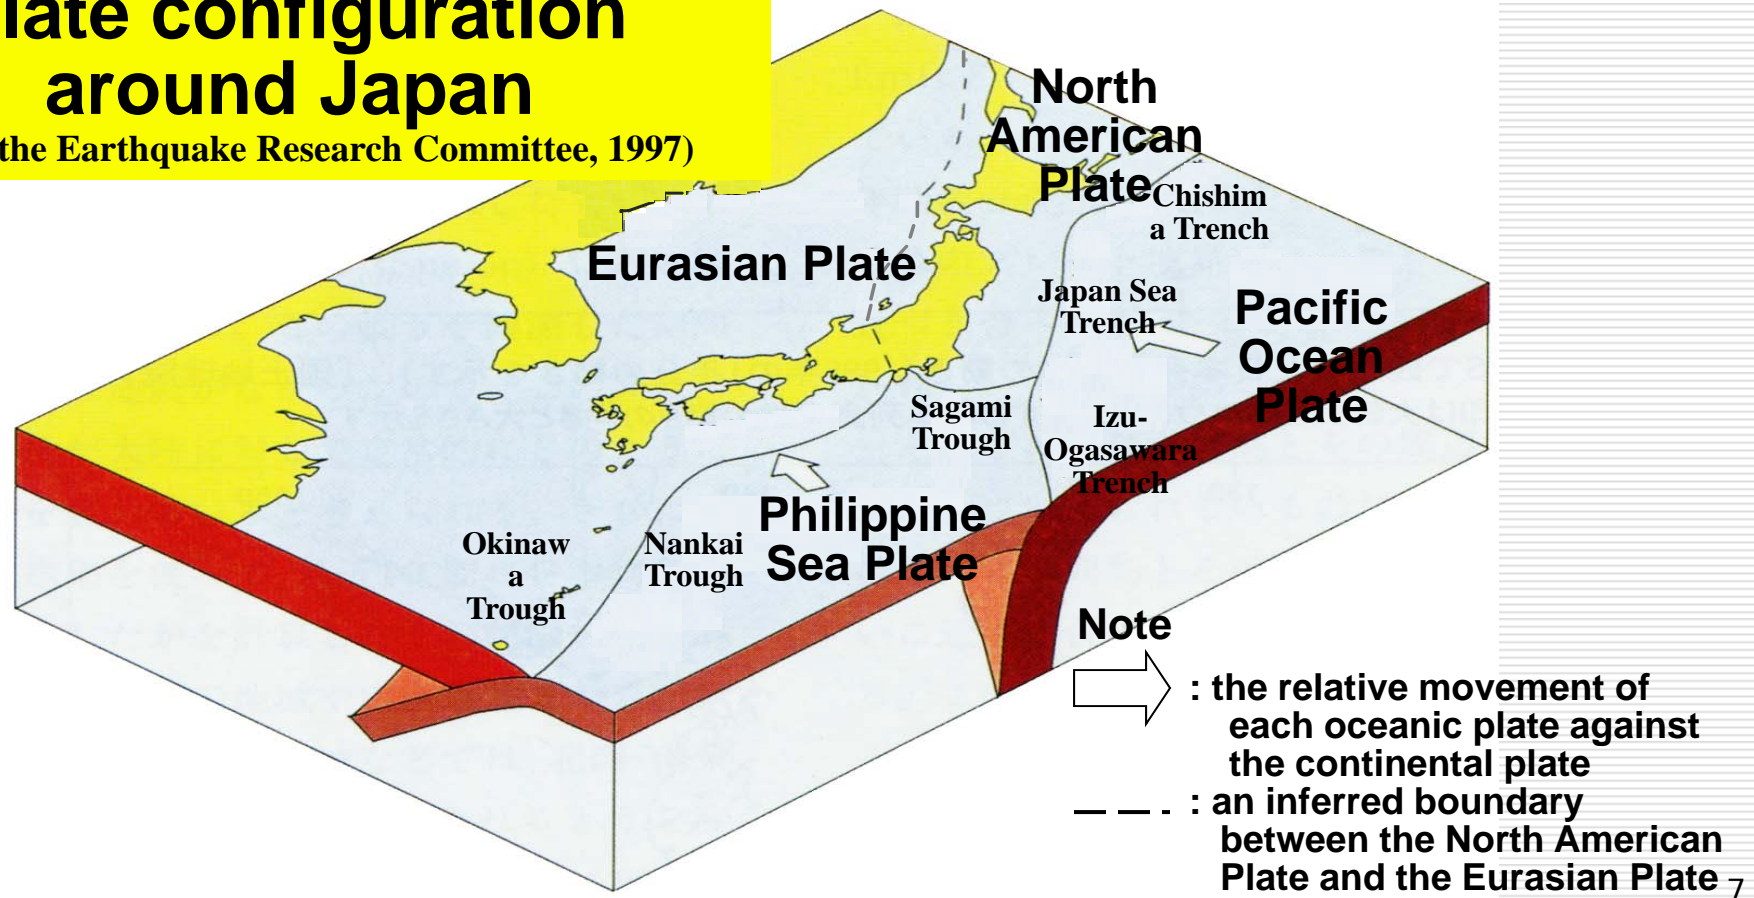 late configuration
around Japan
the Earthquake Research Committee, 1997)
North
American
Plate
Chishim
a Trench
Eurasian Plate
Japan Sea
Trench
Pacific
Ocean
Plate
Sagami
Trough
Izu-
Ogasawara
Trench
Philippine
Sea Plate
Okinaw
a
Trough
Nankai
Trough
Note
: the relative movement of
each oceanic plate against
the continental plate
: an inferred boundary
between the North American
Plate and the Eurasian Plate
7